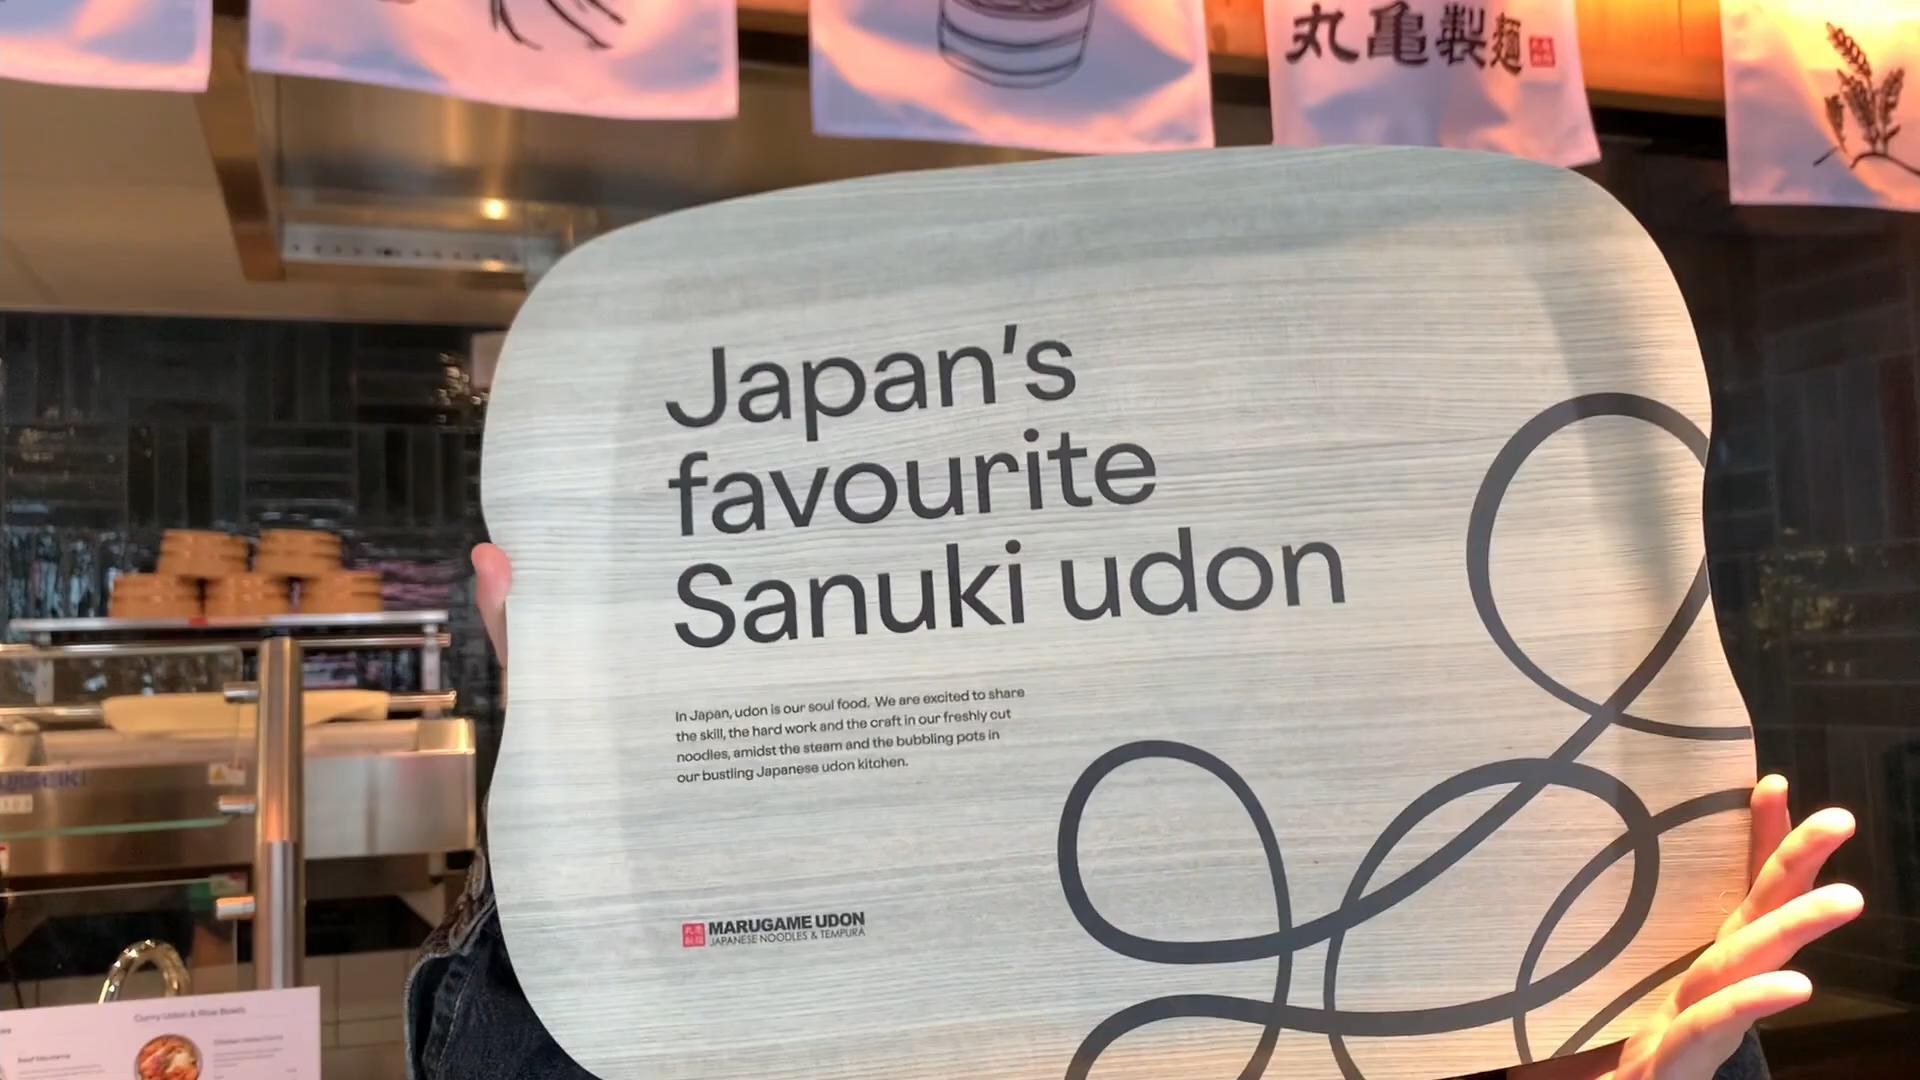 丸亀製麺
Japan's
favourite
Sanuki udon
In Japan, udon is our soul food. We are excited to share
the skill, the hard work and the craft in our freshly cut
noodles, amidst the steam and the bubbling pots in
our bustling Japanese udon kitchen.
MARUGAME UDON
JAPANESE NOODLES & TEMPURA
Curry Udon & Rice Bowls